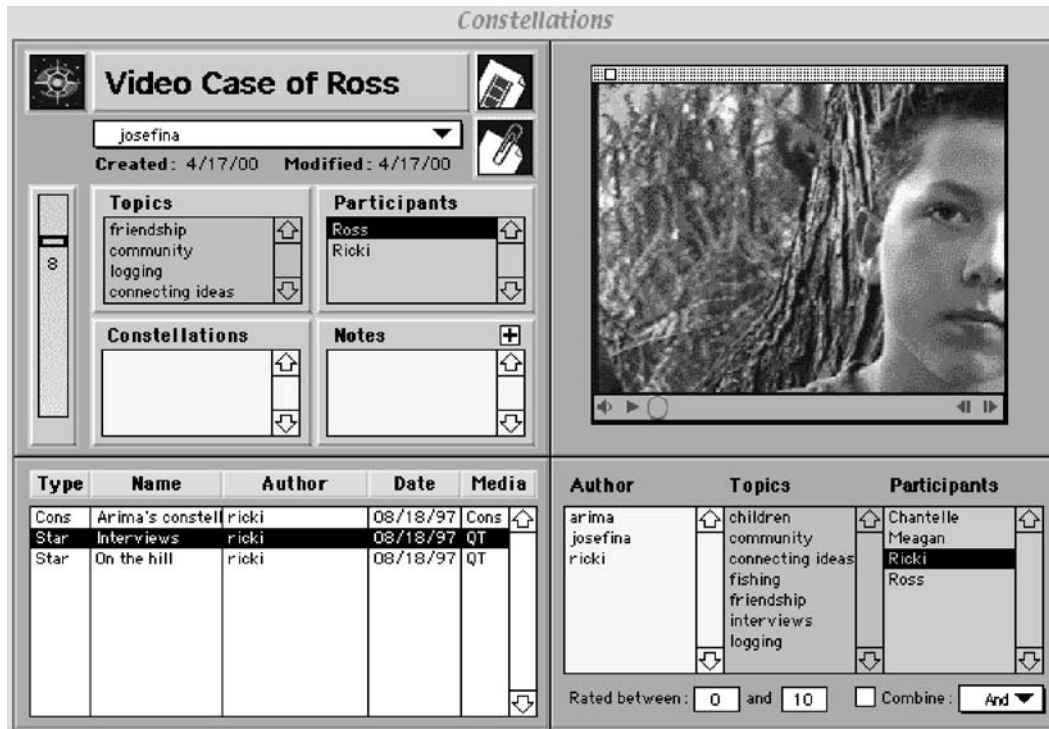 Constellations
Video Case of Ross
josefina
Created: 4/17/00 Modified: 4/17/00
8
Topics
friendship
community
logging
connecting ideas
Participants
Ross
Ricki
Constellations
Notes
Type Name Author Date Media
Cons Arima's constell ricki 08/18/97 Cons
Star Interviews ricki 08/18/97 QT
Star On the hill ricki 08/18/97 QT
Author
arima
josefina
ricki
Topics
children
community
connecting ideas
fishing
friendship
interviews
logging
Participants
Chantelle
Meagan
Ricki
Ross
Rated between: 0 and 10 Combine: And